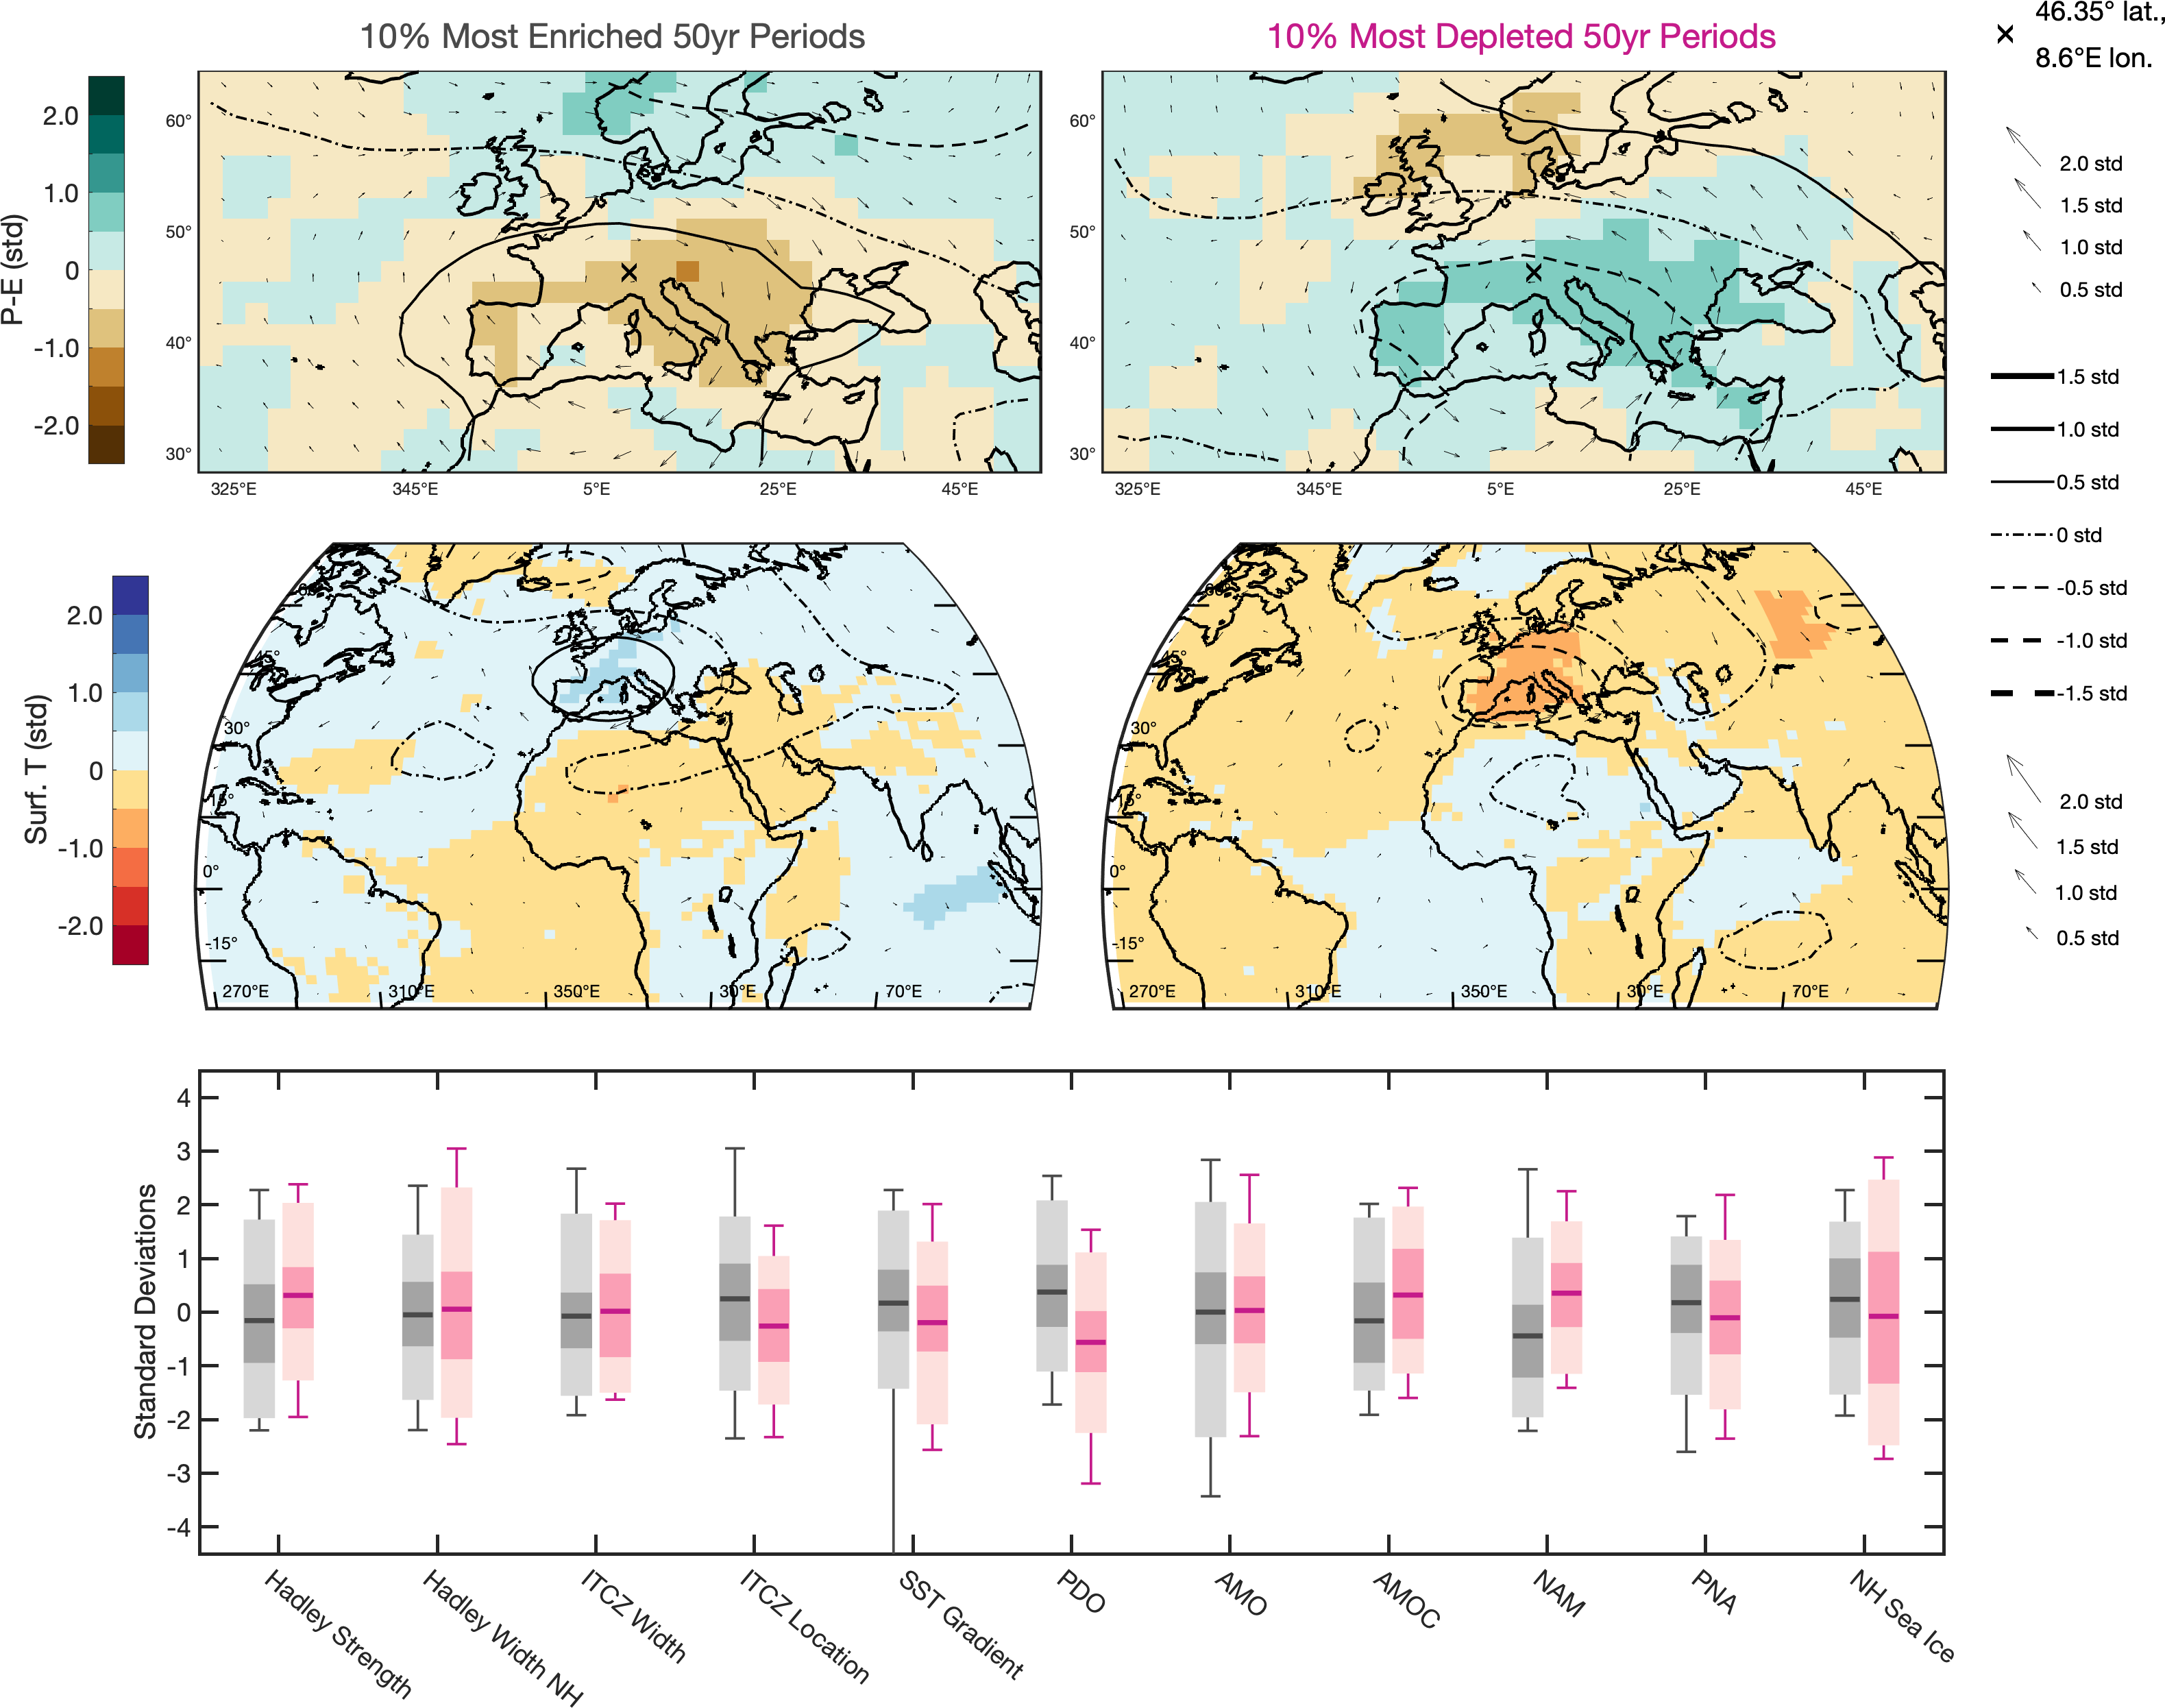 10% Most Enriched 50yr Periods
10% Most Depleted 50yr Periods
46.35° lat.,
8.6°E lon.
P-E (std)
2.0
1.0
0
-1.0
-2.0
60°
50°
40°
30°
325°E 345°E 5°E 25°E 45°E
60°
50°
40°
30°
325°E 345°E 5°E 25°E 45°E
2.0 std
1.5 std
1.0 std
0.5 std
1.5 std
1.0 std
0.5 std
0 std
-0.5 std
-1.0 std
-1.5 std
Surf. T (std)
2.0
1.0
0
-1.0
-2.0
60°
45°
30°
15°
0°
-15°
270°E 310°E 350°E 30°E 70°E
60°
45°
30°
15°
0°
-15°
270°E 310°E 350°E 30°E 70°E
2.0 std
1.5 std
1.0 std
0.5 std
Standard Deviations
4
3
2
1
0
-1
-2
-3
-4
Hadley Strength
Hadley Width NH
ITCZ Width
ITCZ Location
SST Gradient
PDO
AMO
AMOC
NAM
PNA
NH Sea Ice